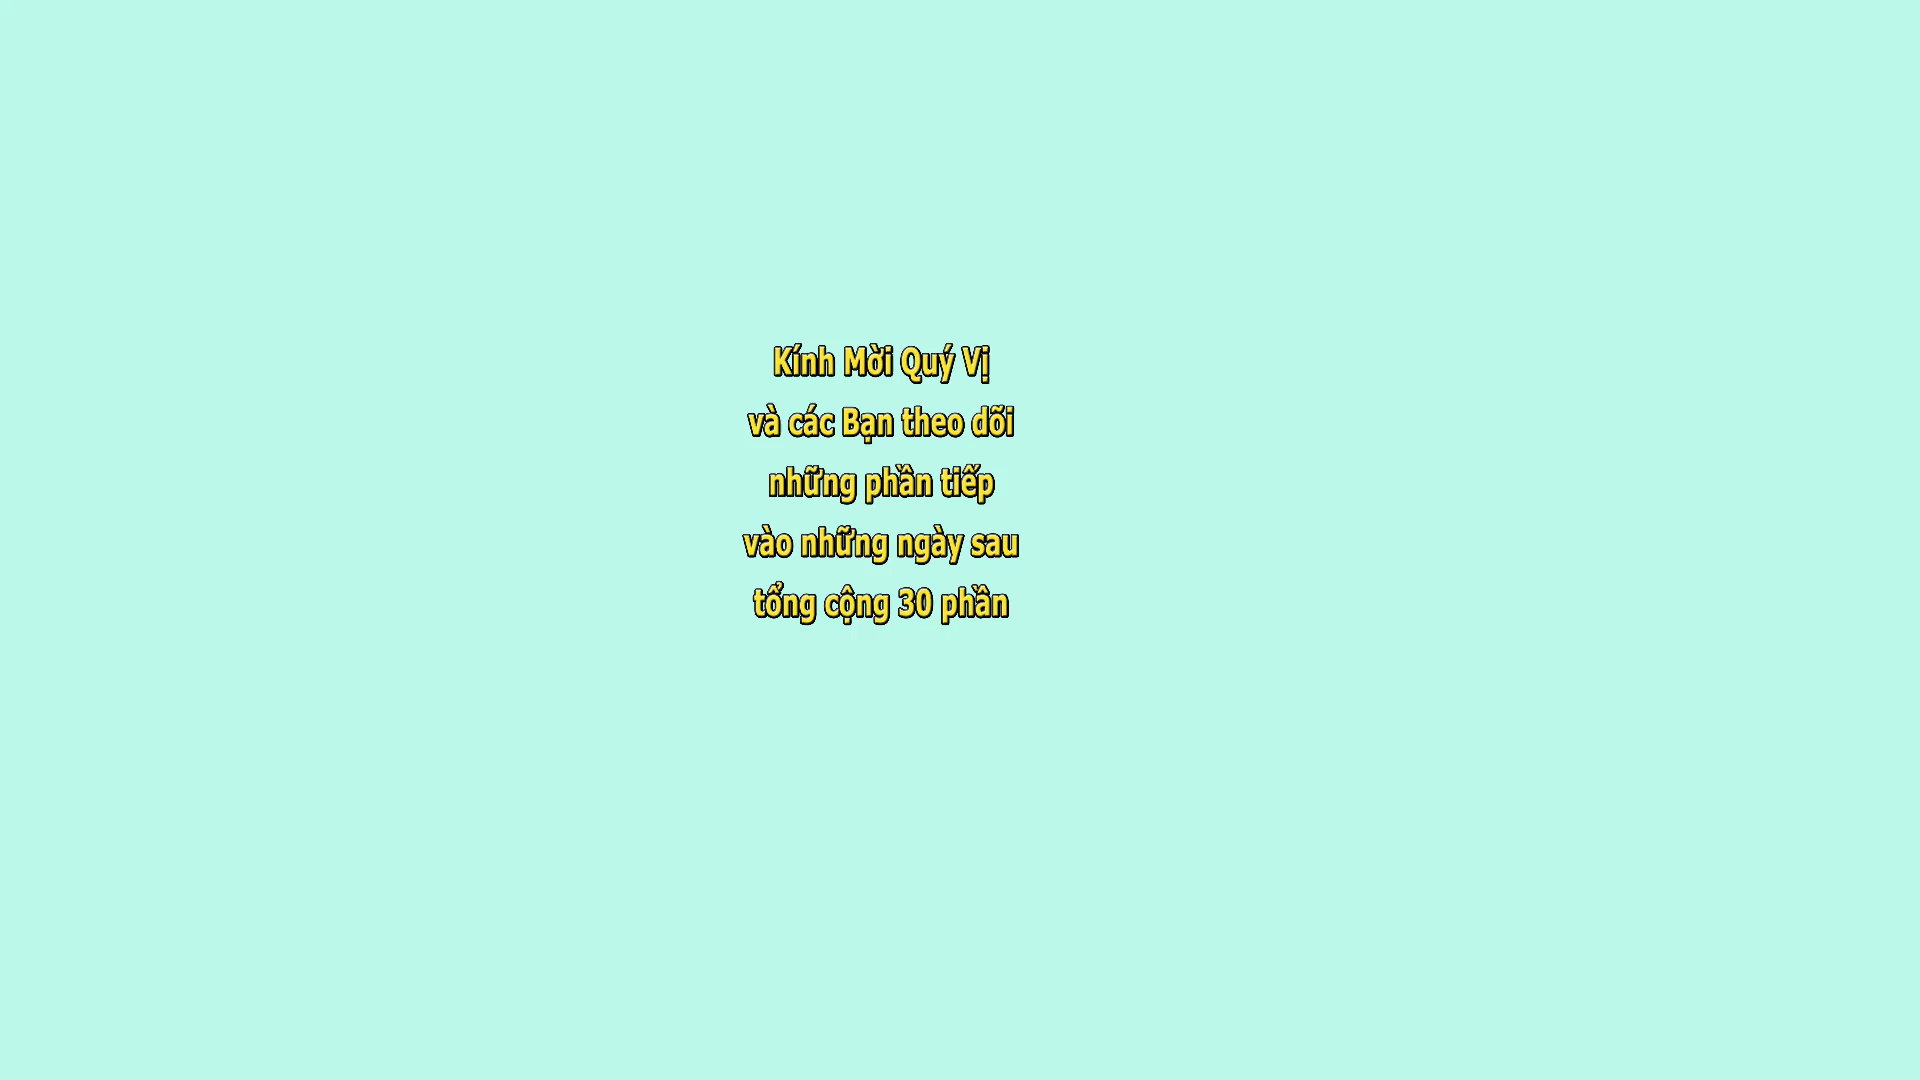 Kính Mời Quý Vị
và các Bạn theo dõi
những phần tiếp
vào những ngày sau
tổng cộng 30 phần